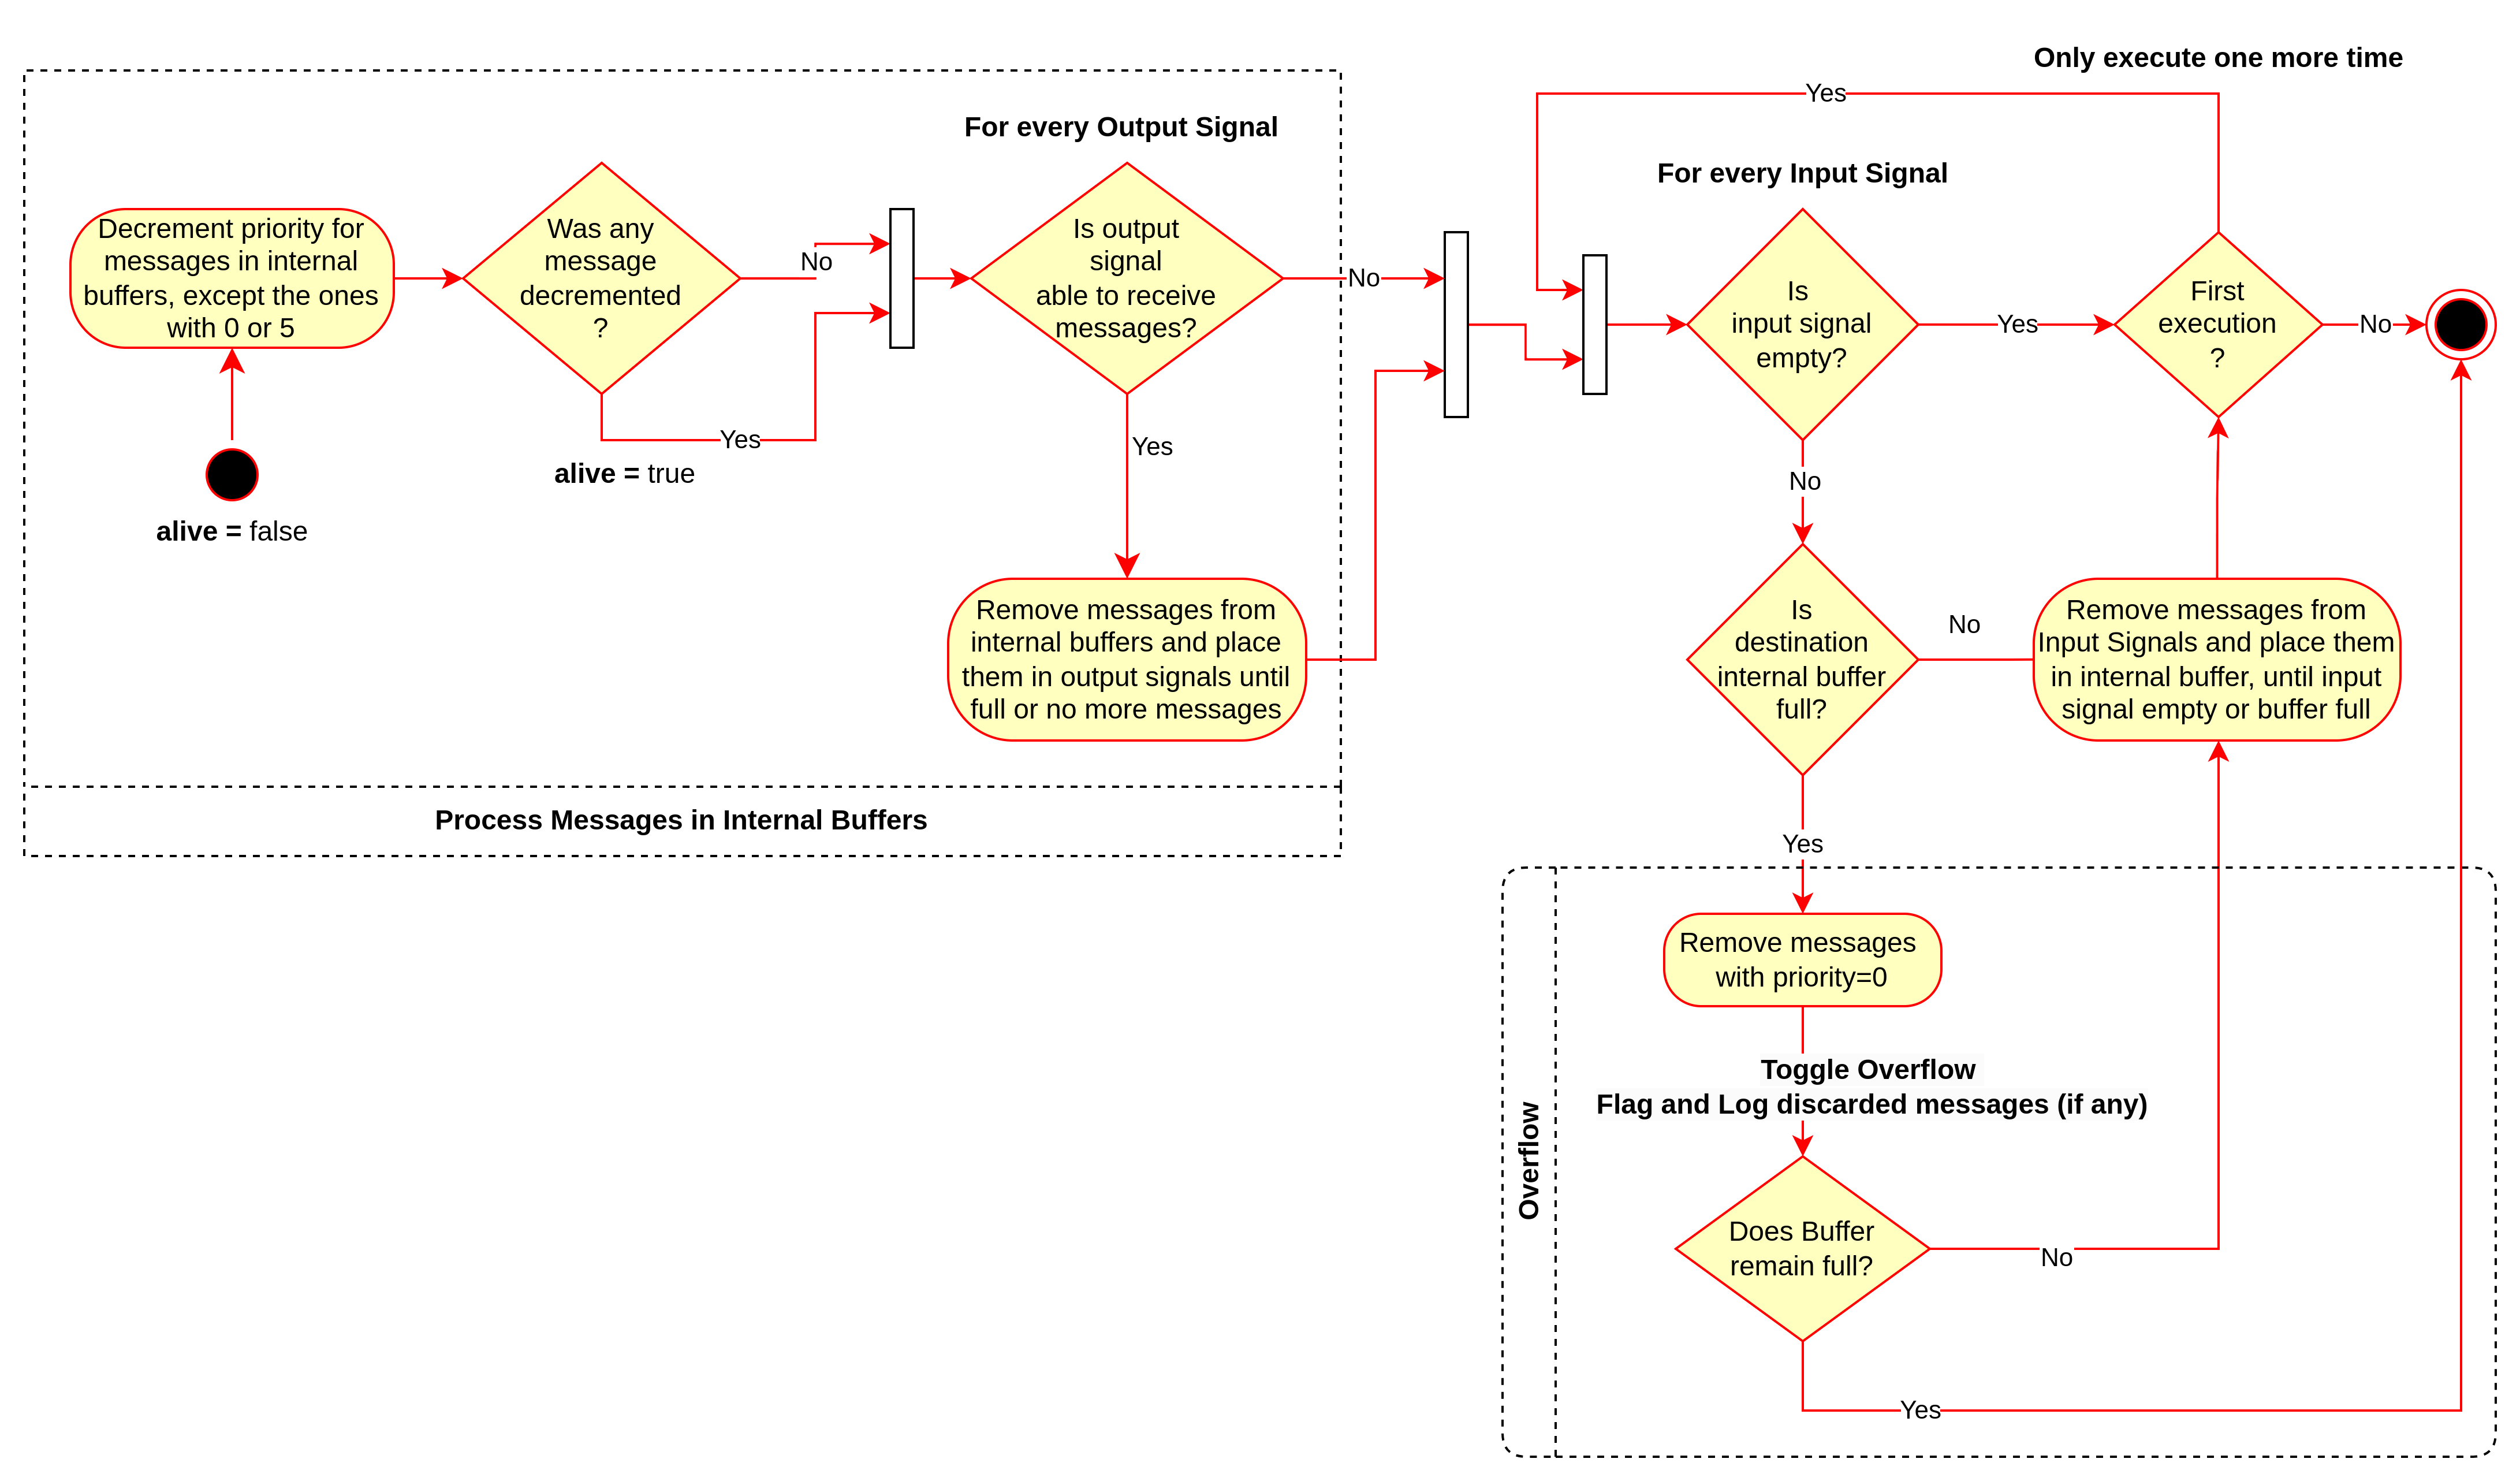 Only execute one more time
Yes
For every Output Signal
For every Input Signal
Decrement priority for
messages in internal
buffers, except the ones
with 0 or 5
Was any
message
decremented
?
No
Yes
alive = true
alive = false
Is output
signal
able to receive
messages?
No
Yes
Remove messages from
internal buffers and place
them in output signals until
full or no more messages
Process Messages in Internal Buffers
Is
input signal
empty?
Yes
First
execution
?
No
No
Is
destination
internal buffer
full?
No
Remove messages from
Input Signals and place them
in internal buffer, until input
signal empty or buffer full
Yes
Overflow
Remove messages
with priority=0
Toggle Overflow
Flag and Log discarded messages (if any)
Does Buffer
remain full?
No
Yes